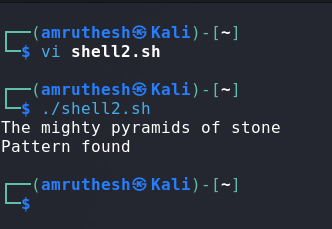 ┌──(amruthesh㉿Kali)-[~]
└─$ vi shell2.sh
┌──(amruthesh㉿Kali)-[~]
└─$ ./shell2.sh
The mighty pyramids of stone
Pattern found
┌──(amruthesh㉿Kali)-[~]
└─$